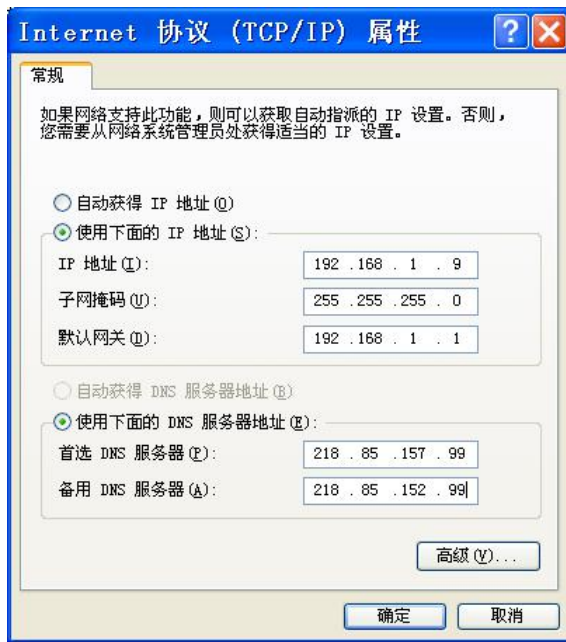 Internet 协议 (TCP/IP) 属性
常规
如果网络支持此功能,则可以获取自动指派的 IP 设置。否则,
您需要从网络系统管理员处获得适当的 IP 设置。
自动获得 IP 地址(O)
使用下面的 IP 地址(S):
IP 地址(I): 192 .168 . 1 . 9
子网掩码(U): 255 .255 .255 . 0
默认网关(D): 192 .168 . 1 . 1
自动获得 DNS 服务器地址(B)
使用下面的 DNS 服务器地址(E):
首选 DNS 服务器(P): 218 . 85 .157 . 99
备用 DNS 服务器(A): 218 . 85 .152 . 99
高级(V)...
确定 取消